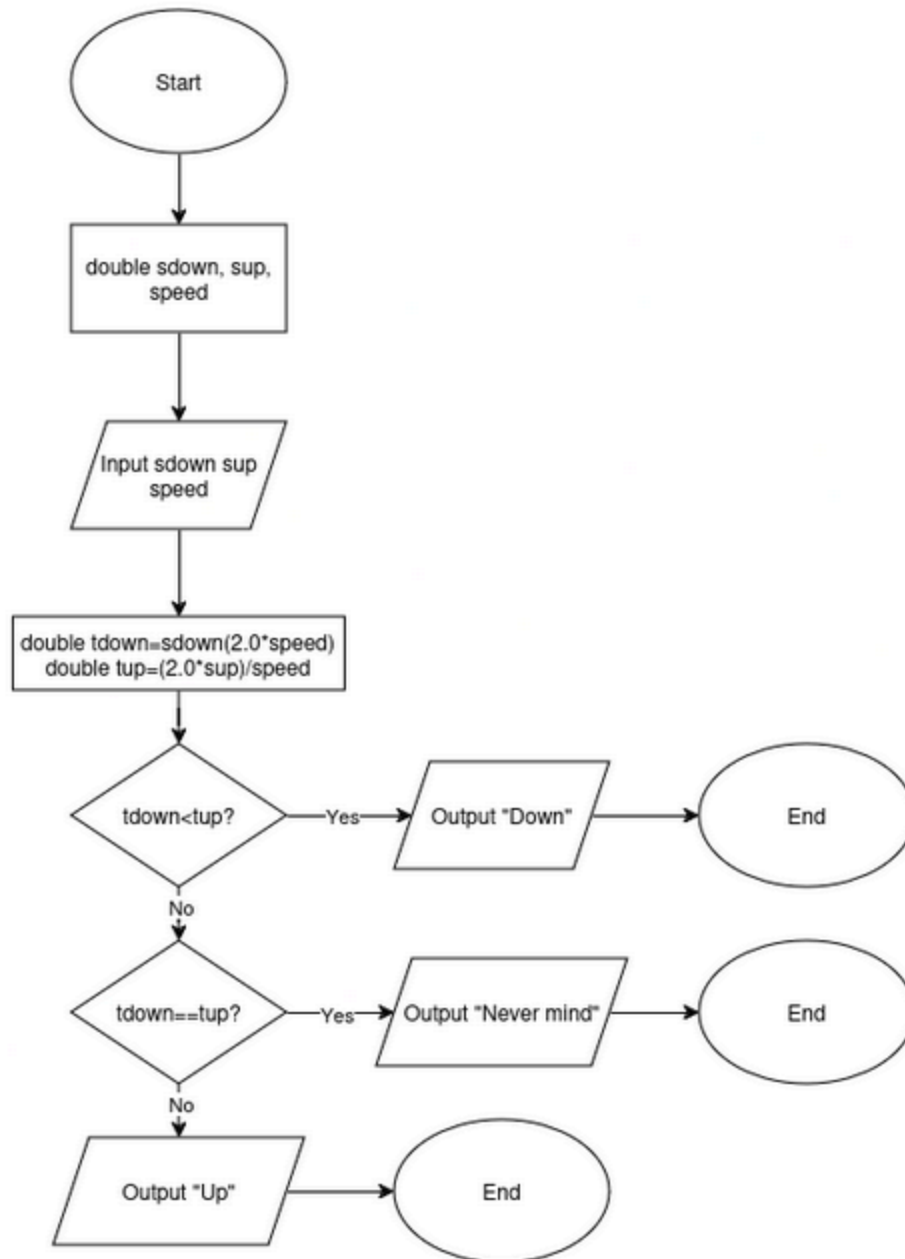 Start
double sdown, sup,
speed
Input sdown sup
speed
double tdown=sdown(2.0*speed)
double tup=(2.0*sup)/speed
tdown<tup?
Yes
Output "Down"
End
No
tdown==tup?
Yes
Output "Never mind"
End
No
Output "Up"
End